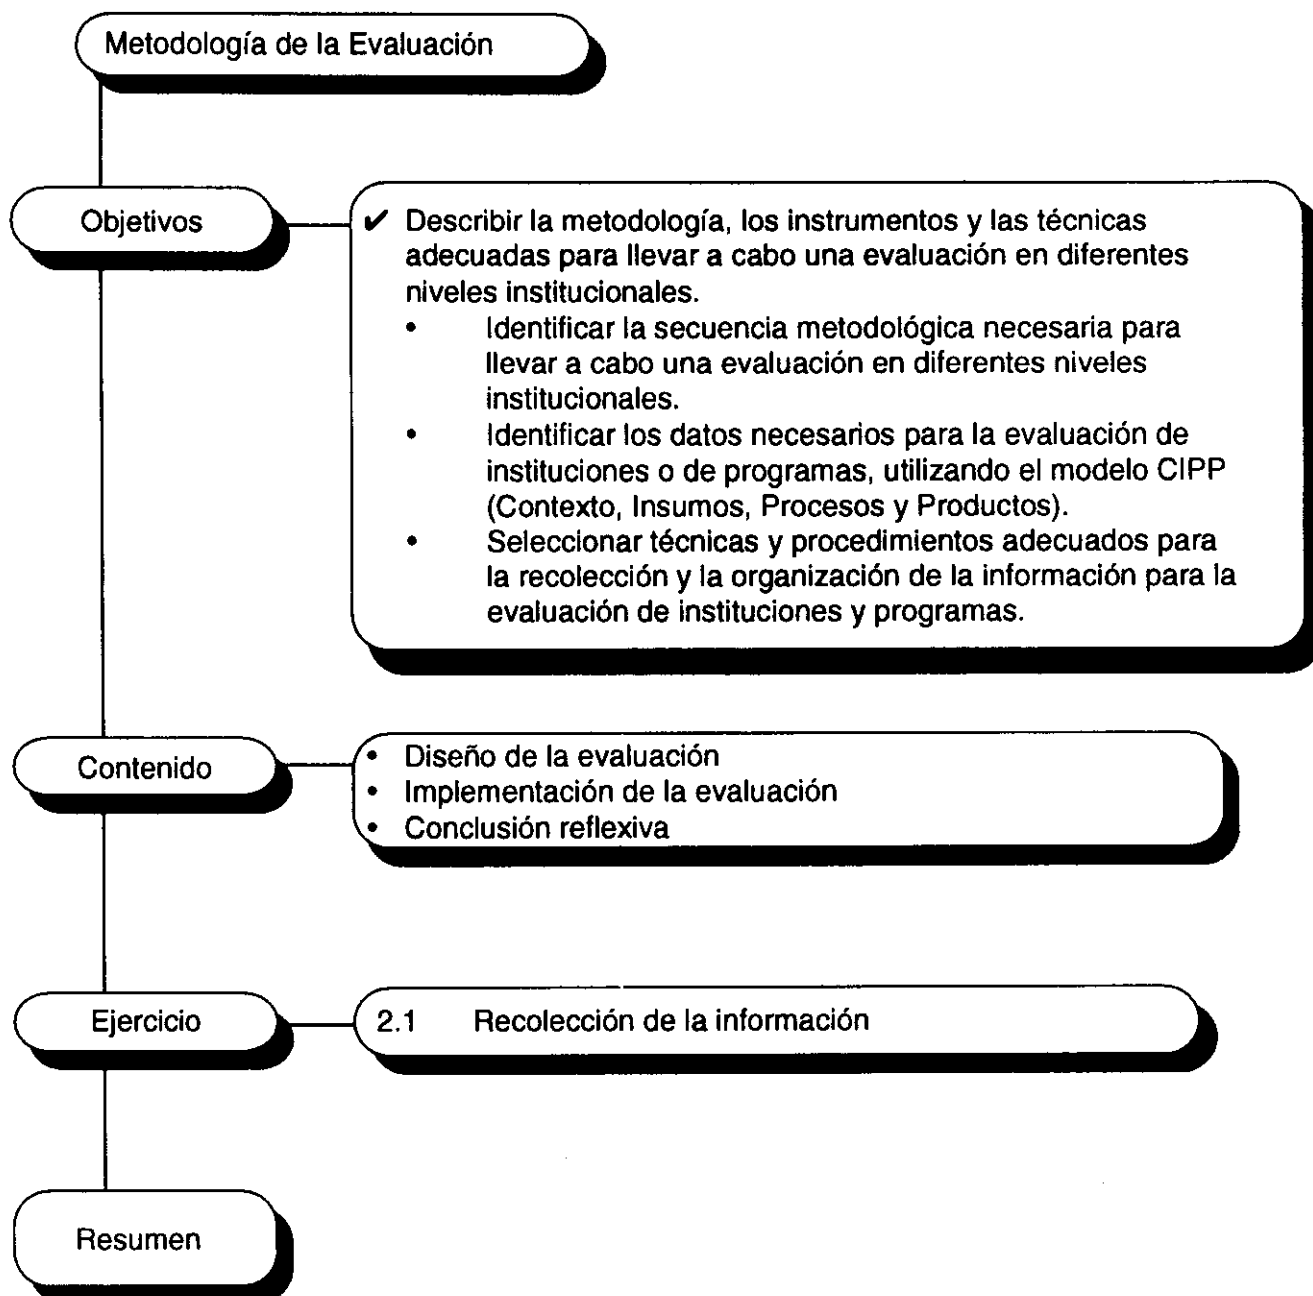 Metodología de la Evaluación
Objetivos
✔ Describir la metodología, los instrumentos y las técnicas
adecuadas para llevar a cabo una evaluación en diferentes
niveles institucionales.
• Identificar la secuencia metodológica necesaria para
llevar a cabo una evaluación en diferentes niveles
institucionales.
• Identificar los datos necesarios para la evaluación de
instituciones o de programas, utilizando el modelo CIPP
(Contexto, Insumos, Procesos y Productos).
• Seleccionar técnicas y procedimientos adecuados para
la recolección y la organización de la información para la
evaluación de instituciones y programas.
Contenido
• Diseño de la evaluación
• Implementación de la evaluación
• Conclusión reflexiva
Ejercicio
2.1 Recolección de la información
Resumen